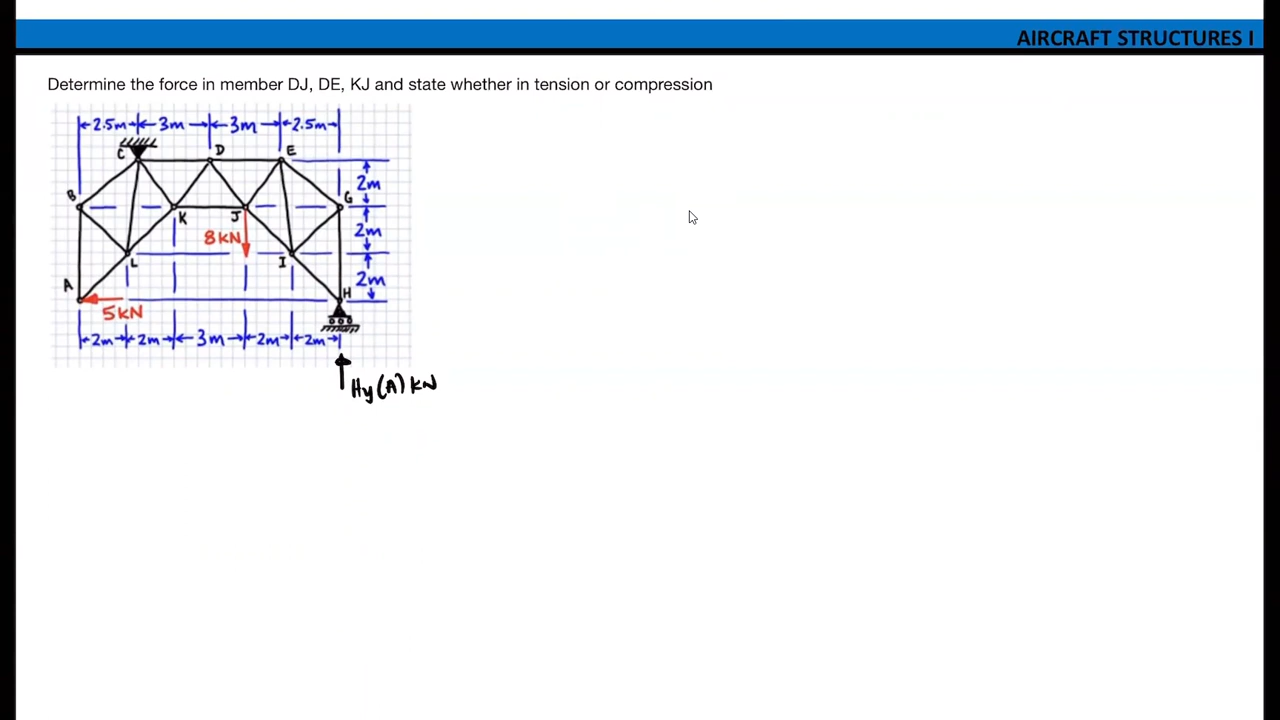 AIRCRAFT STRUCTURES I
Determine the force in member DJ, DE, KJ and state whether in tension or compression
2.5m 3m 3m 2.5m
C D E
2m
B G
K J
2m
8kN
L I
2m
A H
5kN
2m 2m 3m 2m 2m
Hy(A) kN